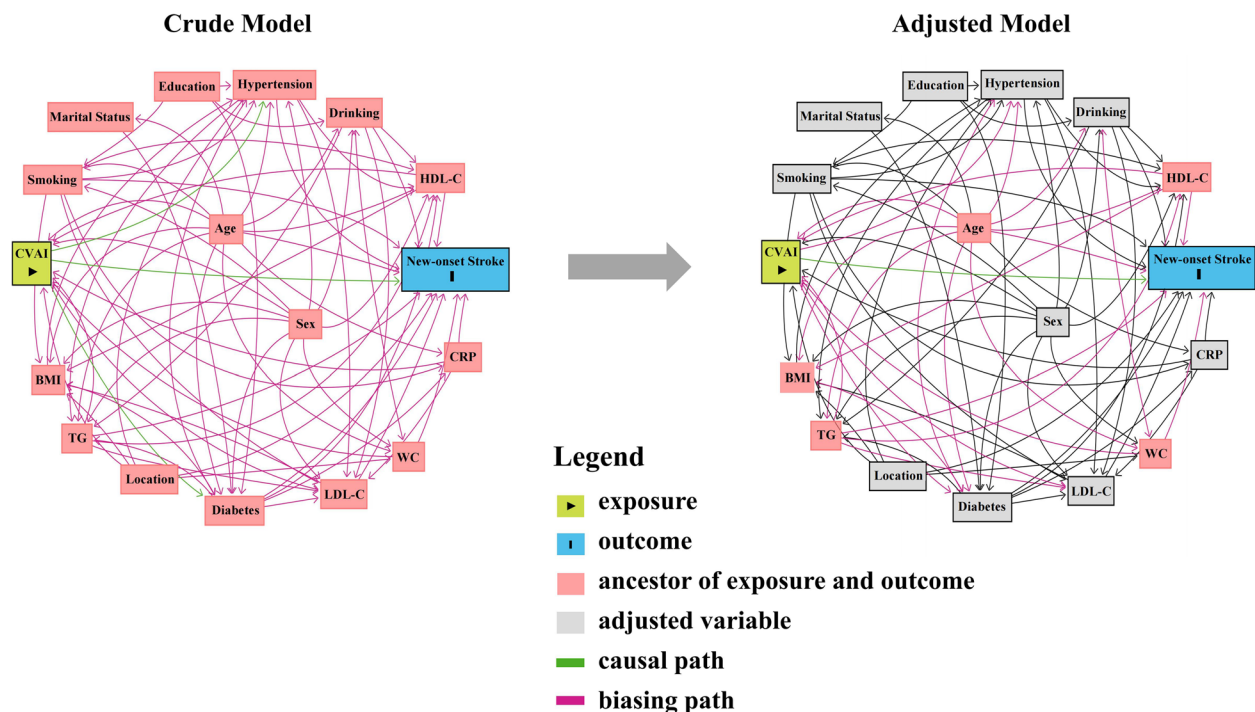 Crude Model
Adjusted Model
Education
Hypertension
Marital Status
Drinking
Smoking
HDL-C
Age
CVAI
New-onset Stroke
Sex
CRP
BMI
TG
WC
Location
LDL-C
Diabetes
Education
Hypertension
Marital Status
Drinking
Smoking
HDL-C
Age
CVAI
New-onset Stroke
Sex
CRP
BMI
TG
WC
Location
LDL-C
Diabetes
Legend
exposure
outcome
ancestor of exposure and outcome
adjusted variable
causal path
biasing path